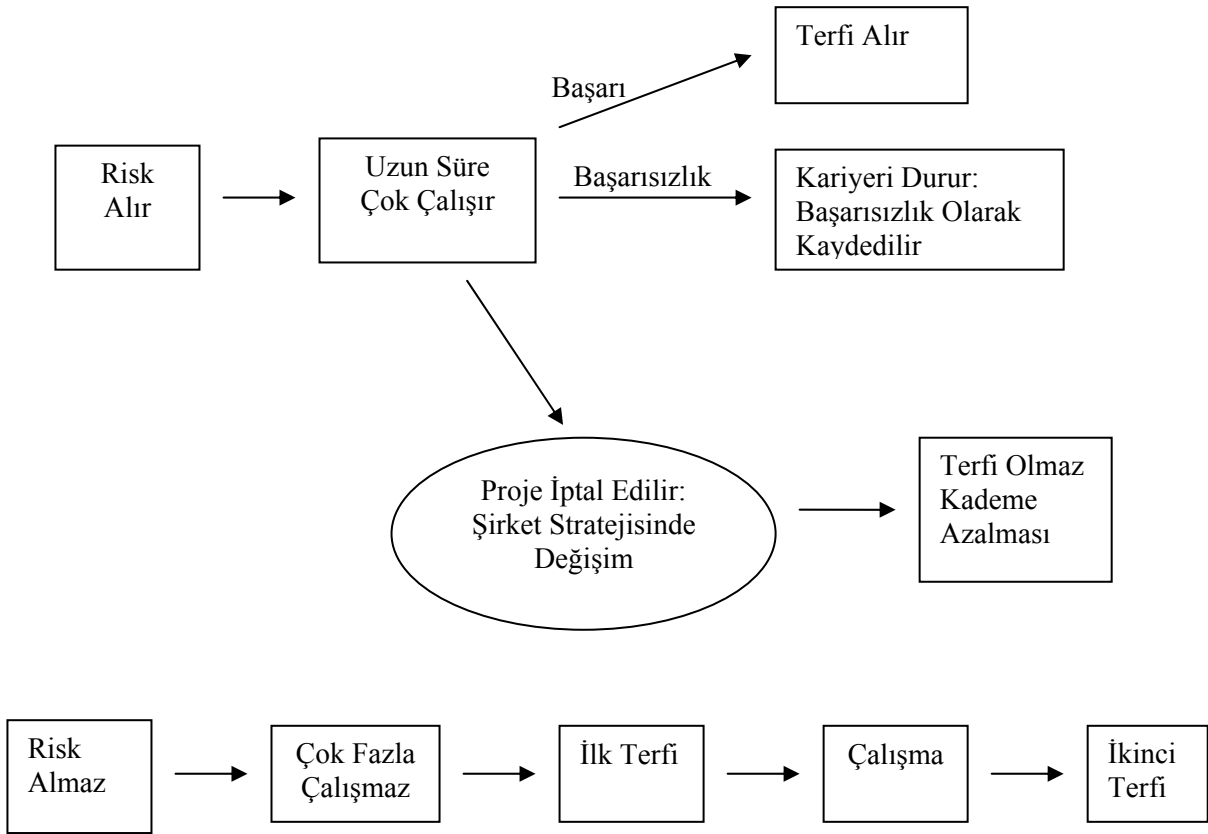 Terfi Alır
Başarı
Risk
Alır
Uzun Süre
Çok Çalışır
Başarısızlık
Kariyeri Durur:
Başarısızlık Olarak
Kaydedilir
Proje İptal Edilir:
Şirket Stratejisinde
Değişim
Terfi Olmaz
Kademe
Azalması
Risk
Almaz
Çok Fazla
Çalışmaz
İlk Terfi
Çalışma
İkinci
Terfi